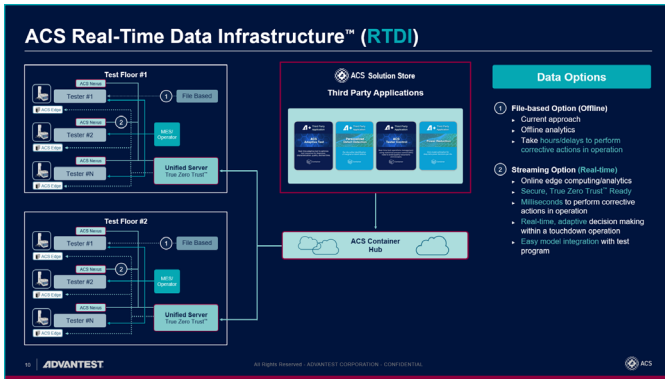 ACS Real-Time Data Infrastructure™ (RTDI)
Test Floor #1
ACS Nexus
Tester #1
ACS Edge
1
File Based
ACS Nexus
2
Tester #2
ACS Edge
MES/
Operator
ACS Nexus
Tester #N
ACS Edge
Unified Server
True Zero Trust™
Test Floor #2
ACS Nexus
Tester #1
ACS Edge
1
File Based
ACS Nexus
2
Tester #2
ACS Edge
MES/
Operator
ACS Nexus
Tester #N
ACS Edge
Unified Server
True Zero Trust™
ACS Solution Store
Third Party Applications
ACS
Adaptive Test
ACS Container
Hub
Data Options
1 File-based Option (Offline)
▸ Current approach
▸ Offline analytics
▸ Take hours/delays to perform
corrective actions in operation
2 Streaming Option (Real-time)
▸ Online edge computing/analytics
▸ Secure, True Zero Trust™ Ready
▸ Milliseconds to perform corrective
actions in operation
▸ Real-time, adaptive decision making
within a touchdown operation
▸ Easy model integration with test
program
10
ADVANTEST
All Rights Reserved - ADVANTEST CORPORATION - CONFIDENTIAL
ACS